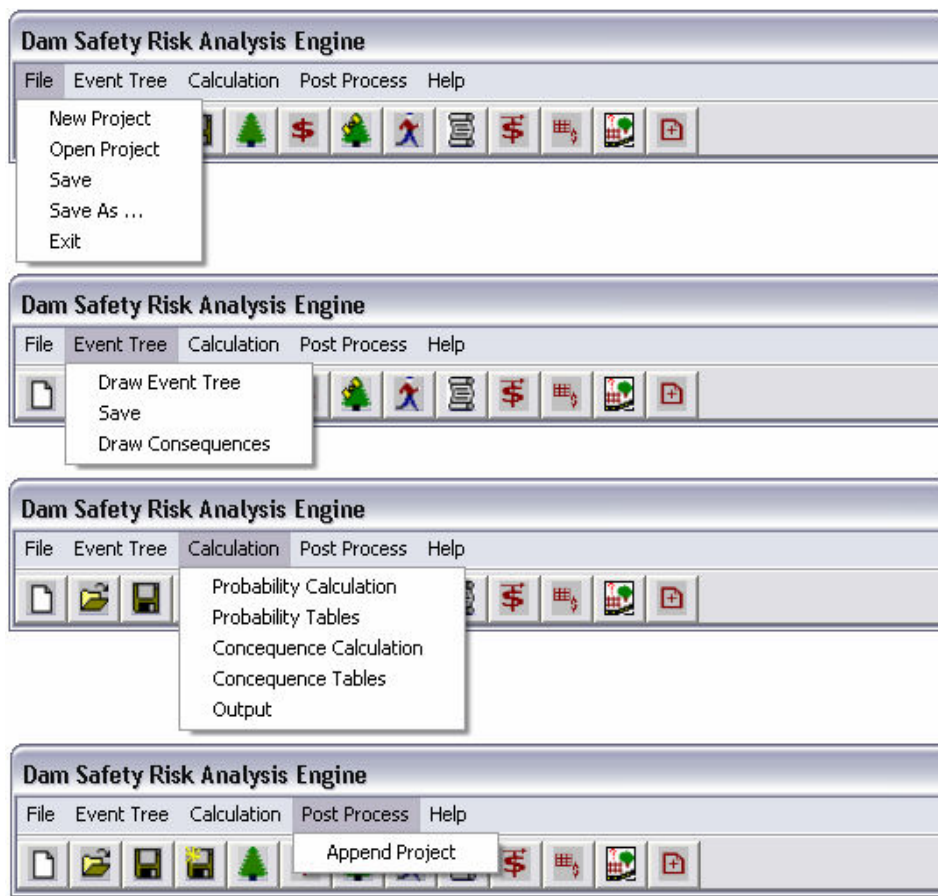 Dam Safety Risk Analysis Engine
File Event Tree Calculation Post Process Help
New Project
Open Project
Save
Save As ...
Exit
Dam Safety Risk Analysis Engine
File Event Tree Calculation Post Process Help
Draw Event Tree
Save
Draw Consequences
Dam Safety Risk Analysis Engine
File Event Tree Calculation Post Process Help
Probability Calculation
Probability Tables
Concequence Calculation
Concequence Tables
Output
Dam Safety Risk Analysis Engine
File Event Tree Calculation Post Process Help
Append Project